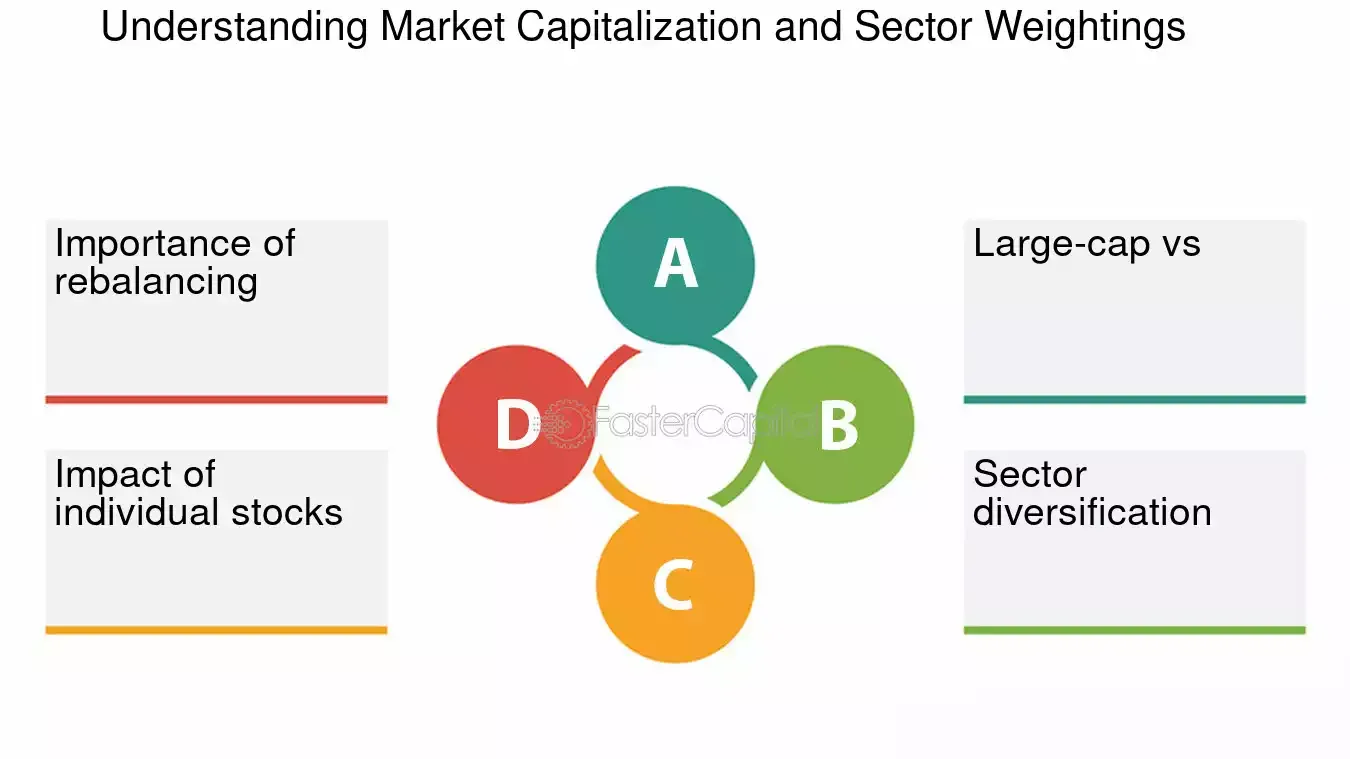 Understanding Market Capitalization and Sector Weightings
Importance of
rebalancing
Large-cap vs
A
D
B
FasterCapital
Impact of
individual stocks
Sector
diversification
C